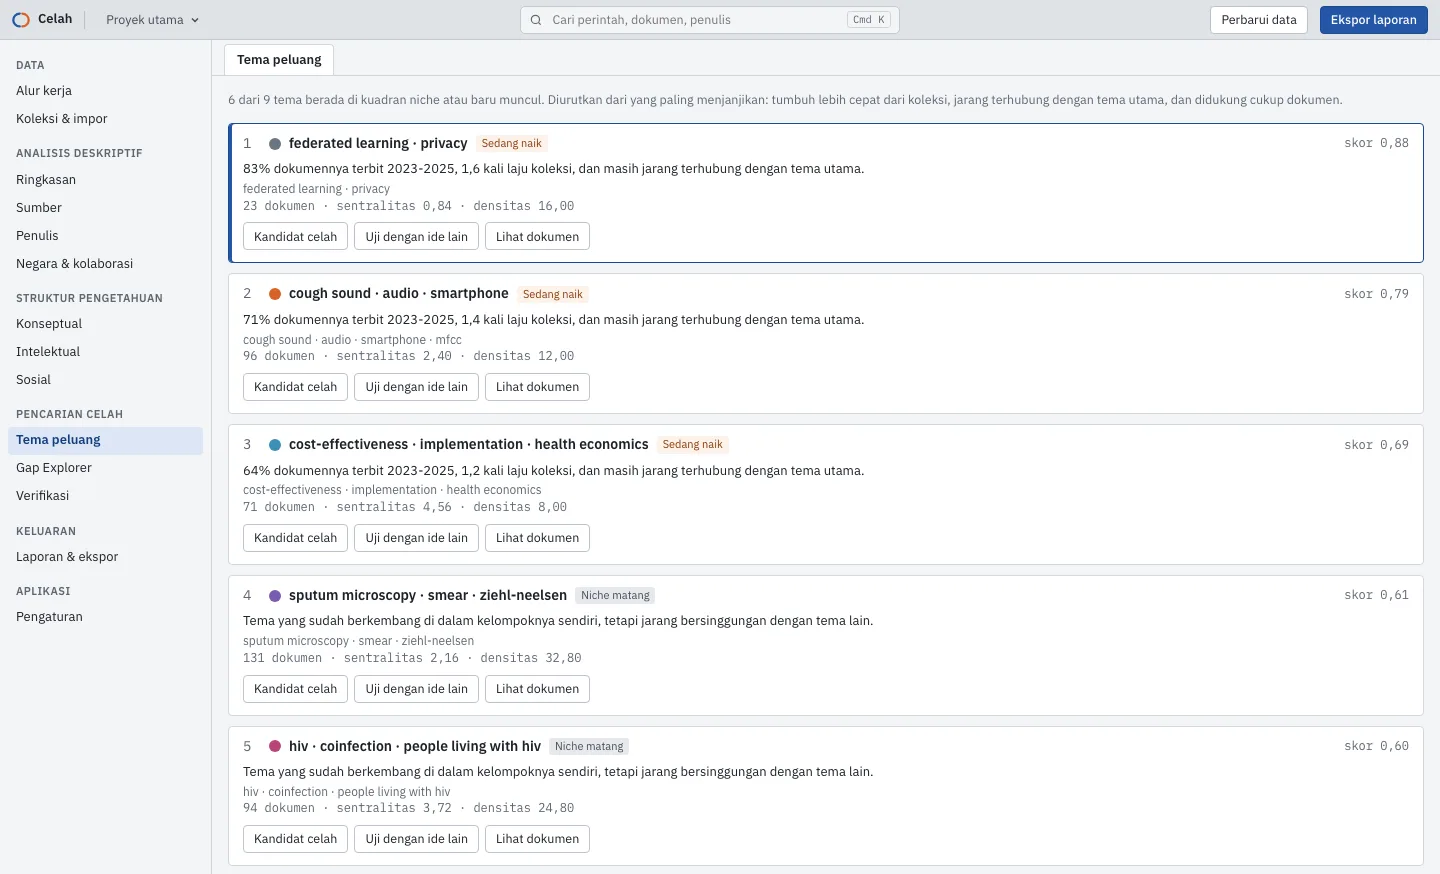 Celah
Proyek utama
Cari perintah, dokumen, penulis
Cmd K
Perbarui data
Ekspor laporan
DATA
Alur kerja
Koleksi & impor
ANALISIS DESKRIPTIF
Ringkasan
Sumber
Penulis
Negara & kolaborasi
STRUKTUR PENGETAHUAN
Konseptual
Intelektual
Sosial
PENCARIAN CELAH
Tema peluang
Gap Explorer
Verifikasi
KELUARAN
Laporan & ekspor
APLIKASI
Pengaturan
Tema peluang
6 dari 9 tema berada di kuadran niche atau baru muncul. Diurutkan dari yang paling menjanjikan: tumbuh lebih cepat dari koleksi, jarang terhubung dengan tema utama, dan didukung cukup dokumen.
1 federated learning · privacy Sedang naik skor 0,88
83% dokumennya terbit 2023-2025, 1,6 kali laju koleksi, dan masih jarang terhubung dengan tema utama.
federated learning · privacy
23 dokumen · sentralitas 0,84 · densitas 16,00
Kandidat celah Uji dengan ide lain Lihat dokumen
2 cough sound · audio · smartphone Sedang naik skor 0,79
71% dokumennya terbit 2023-2025, 1,4 kali laju koleksi, dan masih jarang terhubung dengan tema utama.
cough sound · audio · smartphone · mfcc
96 dokumen · sentralitas 2,40 · densitas 12,00
Kandidat celah Uji dengan ide lain Lihat dokumen
3 cost-effectiveness · implementation · health economics Sedang naik skor 0,69
64% dokumennya terbit 2023-2025, 1,2 kali laju koleksi, dan masih jarang terhubung dengan tema utama.
cost-effectiveness · implementation · health economics
71 dokumen · sentralitas 4,56 · densitas 8,00
Kandidat celah Uji dengan ide lain Lihat dokumen
4 sputum microscopy · smear · ziehl-neelsen Niche matang skor 0,61
Tema yang sudah berkembang di dalam kelompoknya sendiri, tetapi jarang bersinggungan dengan tema lain.
sputum microscopy · smear · ziehl-neelsen
131 dokumen · sentralitas 2,16 · densitas 32,80
Kandidat celah Uji dengan ide lain Lihat dokumen
5 hiv · coinfection · people living with hiv Niche matang skor 0,60
Tema yang sudah berkembang di dalam kelompoknya sendiri, tetapi jarang bersinggungan dengan tema lain.
hiv · coinfection · people living with hiv
94 dokumen · sentralitas 3,72 · densitas 24,80
Kandidat celah Uji dengan ide lain Lihat dokumen